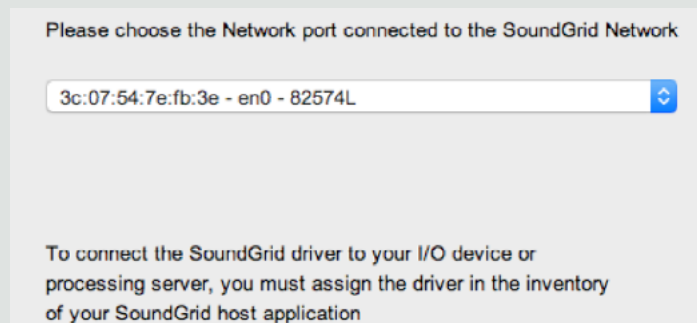 Please choose the Network port connected to the SoundGrid Network
3c:07:54:7e:fb:3e - en0 - 82574L
To connect the SoundGrid driver to your I/O device or
processing server, you must assign the driver in the inventory
of your SoundGrid host application